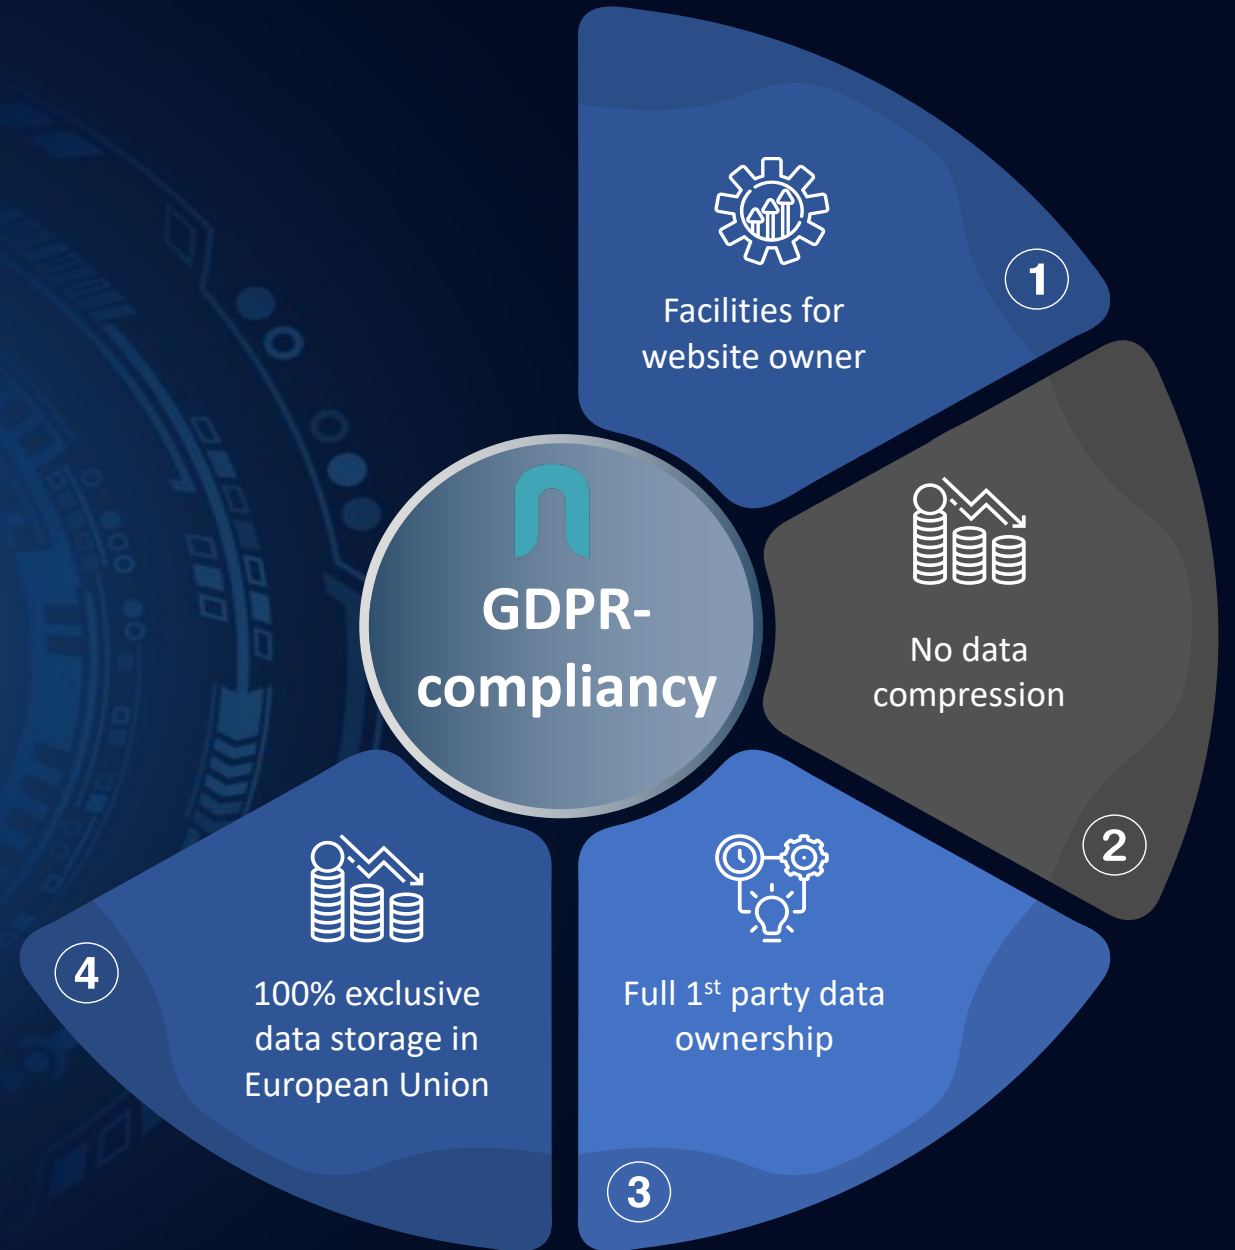 GDPR-
compliancy
1
Facilities for
website owner
2
No data
compression
3
Full 1st party data
ownership
4
100% exclusive
data storage in
European Union